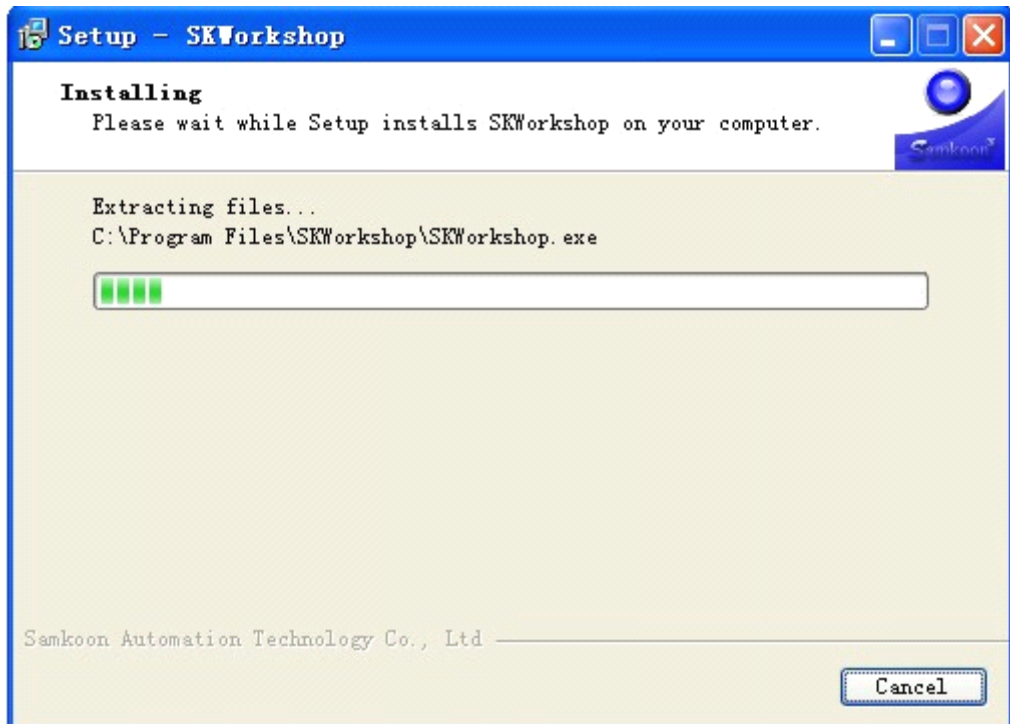 Setup - SKWorkshop
Installing
Please wait while Setup installs SKWorkshop on your computer.
Samkoon
Extracting files...
C:\Program Files\SKWorkshop\SKWorkshop.exe
Samkoon Automation Technology Co., Ltd
Cancel